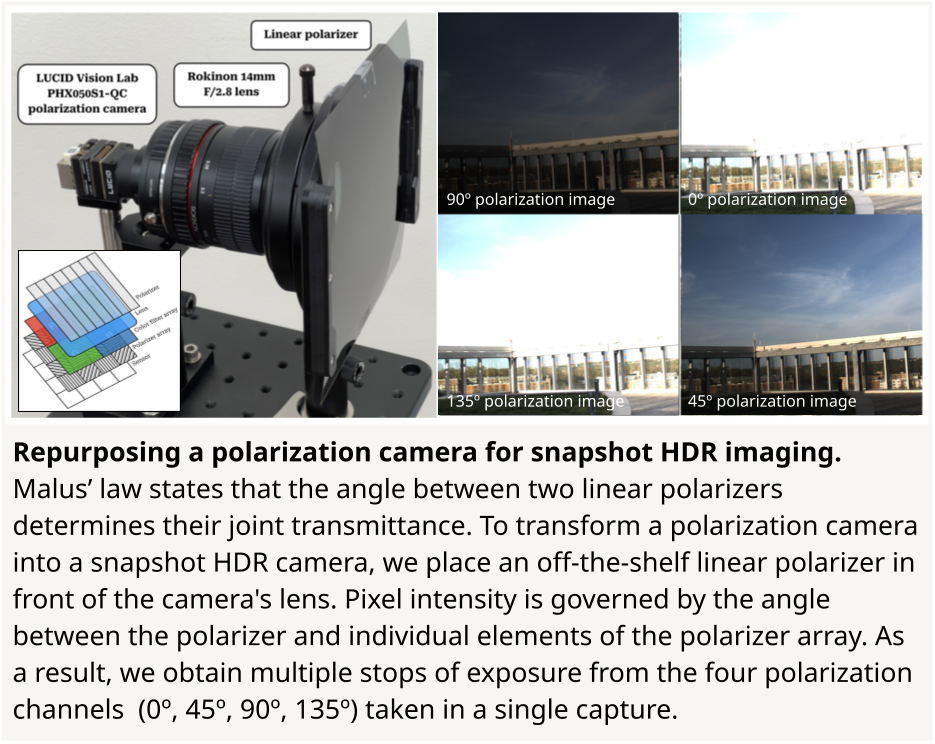 Linear polarizer
LUCID Vision Lab
PHX050S1-QC
polarization camera
Rokinon 14mm
F/2.8 lens
LUCID
Polarizer
Lens
Color filter array
Polarizer array
Sensor
90º polarization image
0º polarization image
135º polarization image
45º polarization image
Repurposing a polarization camera for snapshot HDR imaging.
Malus’ law states that the angle between two linear polarizers
determines their joint transmittance. To transform a polarization camera
into a snapshot HDR camera, we place an off-the-shelf linear polarizer in
front of the camera's lens. Pixel intensity is governed by the angle
between the polarizer and individual elements of the polarizer array. As
a result, we obtain multiple stops of exposure from the four polarization
channels  (0º, 45º, 90º, 135º) taken in a single capture.